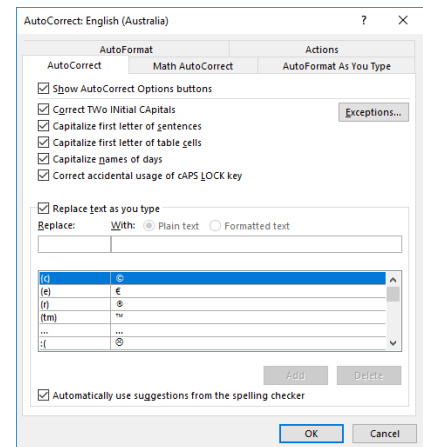 AutoCorrect: English (Australia) ? ×
AutoFormat Actions
AutoCorrect Math AutoCorrect AutoFormat As You Type
Show AutoCorrect Options buttons
Correct TWo INitial CApitals
Exceptions...
Capitalize first letter of sentences
Capitalize first letter of table cells
Capitalize names of days
Correct accidental usage of cAPS LOCK key
Replace text as you type
Replace: With: Plain text Formatted text
(c) ©
(e) €
(r) ®
(tm) ™
... ...
:( ☹
Add Delete
Automatically use suggestions from the spelling checker
OK Cancel